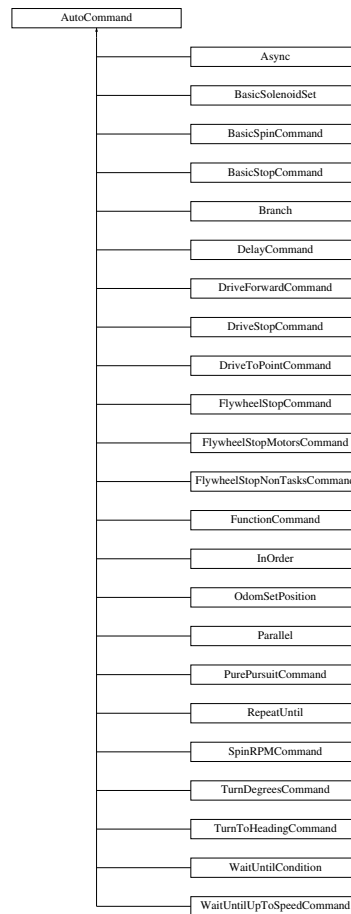 AutoCommand
Async
BasicSolenoidSet
BasicSpinCommand
BasicStopCommand
Branch
DelayCommand
DriveForwardCommand
DriveStopCommand
DriveToPointCommand
FlywheelStopCommand
FlywheelStopMotorsCommand
FlywheelStopNonTasksCommand
FunctionCommand
InOrder
OdomSetPosition
Parallel
PurePursuitCommand
RepeatUntil
SpinRPMCommand
TurnDegreesCommand
TurnToHeadingCommand
WaitUntilCondition
WaitUntilUpToSpeedCommand